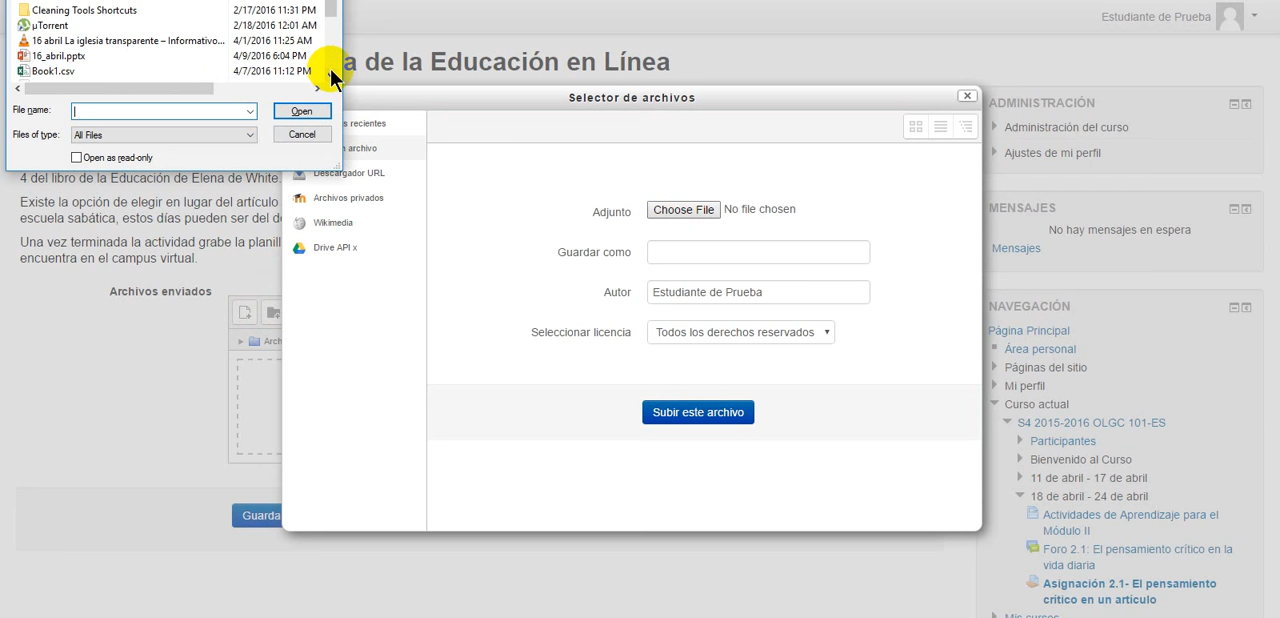 Cleaning Tools Shortcuts 2/17/2016 11:31 PM
µTorrent 2/18/2016 12:01 AM
16 abril La iglesia transparente – Informativo... 4/1/2016 11:25 AM
16_abril.pptx 4/9/2016 6:04 PM
Book1.csv 4/7/2016 11:12 PM
File name: Open
Files of type: All Files Cancel
Open as read-only
Estudiante de Prueba
a de la Educación en Línea
4 del libro de la Educación de Elena de White.
Existe la opción de elegir en lugar del artículo
escuela sabática, estos días pueden ser del d
Una vez terminada la actividad grabe la planill
encuentra en el campus virtual.
Archivos enviados
Arch
Guarda
Selector de archivos
s recientes
n archivo
Descargador URL
Archivos privados
Wikimedia
Drive API x
Adjunto Choose File No file chosen
Guardar como
Autor Estudiante de Prueba
Seleccionar licencia Todos los derechos reservados
Subir este archivo
ADMINISTRACIÓN
Administración del curso
Ajustes de mi perfil
MENSAJES
No hay mensajes en espera
Mensajes
NAVEGACIÓN
Página Principal
Área personal
Páginas del sitio
Mi perfil
Curso actual
S4 2015-2016 OLGC 101-ES
Participantes
Bienvenido al Curso
11 de abril - 17 de abril
18 de abril - 24 de abril
Actividades de Aprendizaje para el
Módulo II
Foro 2.1: El pensamiento crítico en la
vida diaria
Asignación 2.1- El pensamiento
crítico en un artículo
Mis cursos